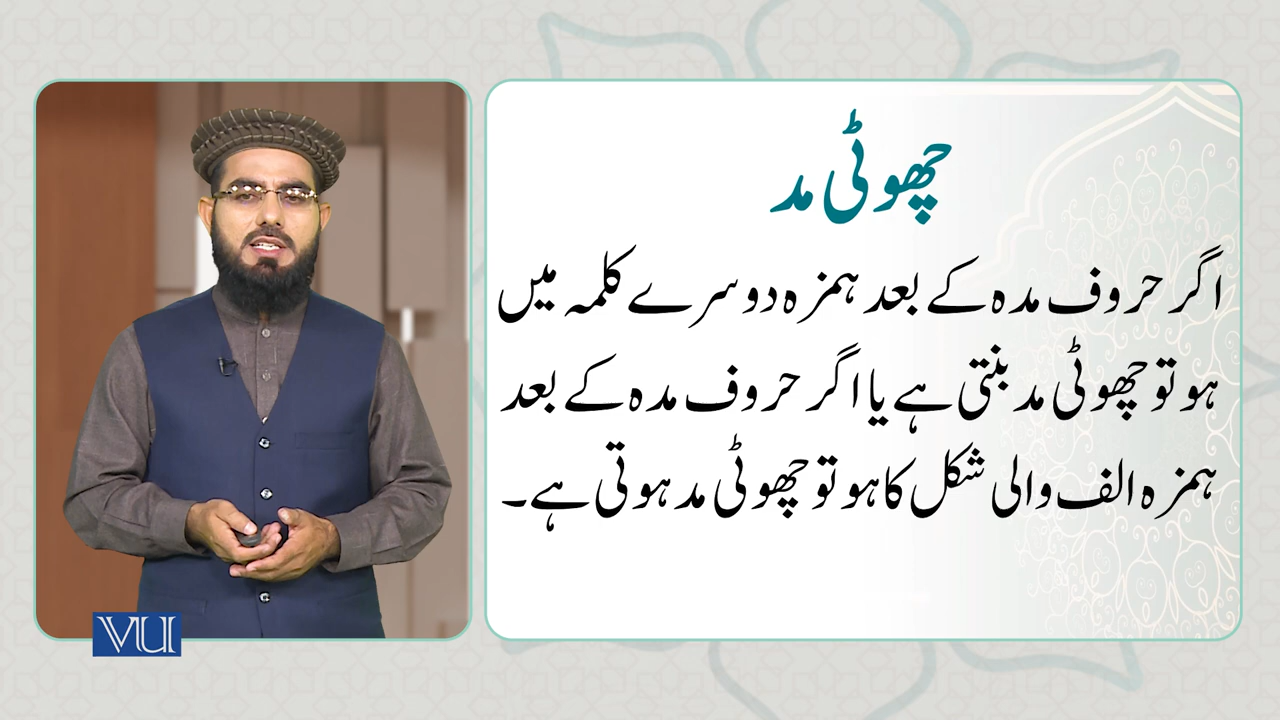 چھوٹی مد
اگر حروف مدہ کے بعد ہمزہ دوسرے کلمہ میں
ہو تو چھوٹی مد بنتی ہے یا اگر حروف مدہ کے بعد
ہمزہ الف والی شکل کا ہو تو چھوٹی مد ہوتی ہے۔
VU